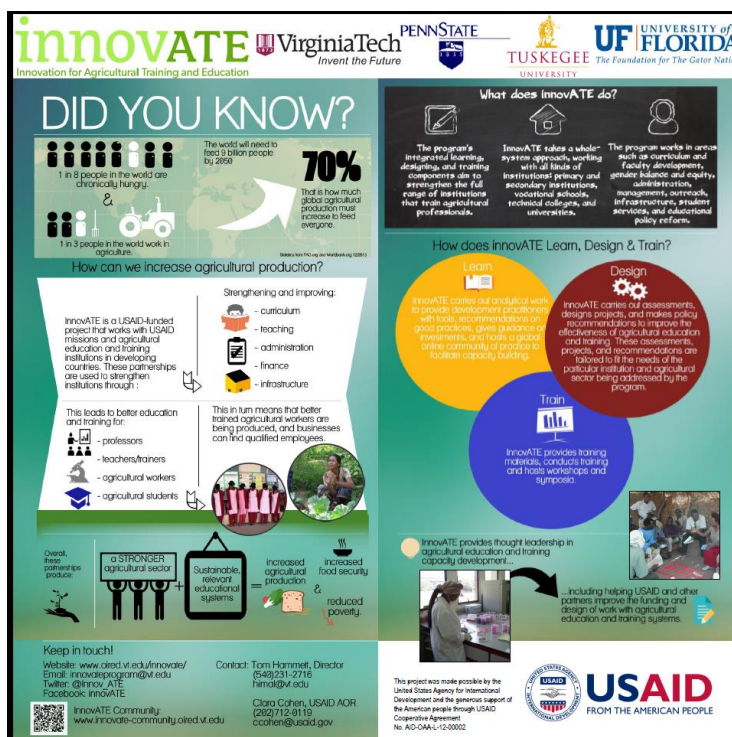 innovATE
Innovation for Agricultural Training and Education
VirginiaTech
Invent the Future
PENNSTATE
TUSKEGEE
UNIVERSITY
UF UNIVERSITY of
FLORIDA
The Foundation for The Gator Nation
DID YOU KNOW?
1 in 8 people in the world are
chronically hungry.
&
1 in 3 people in the world work in
agriculture.
The world will need to
feed 9 billion people
by 2050
70%
That is how much
global agricultural
production must
increase to feed
everyone.
Statistics from FAO.org and Worldbank.org 12/2013
How can we increase agricultural production?
InnovATE is a USAID-funded
project that works with USAID
missions and agricultural
education and training
institutions in developing
countries. These partnerships
are used to strengthen
institutions through :
Strengthening and improving:
- curriculum
- teaching
- administration
- finance
- infrastructure
This leads to better education
and training for:
- professors
- teachers/trainers
- agricultural workers
- agricultural students
This in turn means that better
trained agricultural workers are
being produced, and businesses
can find qualified employees.
Overall,
these
partnerships
produce:
a STRONGER
agricultural sector
+
Sustainable,
relevant
educational
systems
=
increased
agricultural
production
&
increased
food security
reduced
poverty.
Keep in touch!
Website: www.oired.vt.edu/innovate/
Email: innovateprogram@vt.edu
Twitter: @Innov_ATE
Facebook: innovATE
InnovATE Community:
www.innovate-community.oired.vt.edu
Contact: Tom Hammett, Director
(540)231-2716
himal@vt.edu
Clara Cohen, USAID AOR
(202)712-0119
ccohen@usaid.gov
What does innovATE do?
The program's
integrated learning,
designing, and training
components aim to
strengthen the full
range of institutions
that train agricultural
professionals.
InnovATE takes a whole-
system approach, working
with all kinds of
institutions: primary and
secondary institutions,
vocational schools,
technical colleges, and
universities.
The program works in areas
such as curriculum and
faculty development,
gender balance and equity,
administration,
management, outreach,
infrastructure, student
services, and educational
policy reform.
How does innovATE Learn, Design & Train?
Learn
InnovATE carries out analytical work
to provide development practitioners
with tools, recommendations on
good practices, gives guidance on
investments, and hosts a global
online community of practice to
facilitate capacity building.
Design
InnovATE carries out assessments,
designs projects, and makes policy
recommendations to improve the
effectiveness of agricultural education
and training. These assessments,
projects, and recommendations are
tailored to fit the needs of the
particular institution and agricultural
sector being addressed by the
program.
Train
InnovATE provides training
materials, conducts training
and hosts workshops and
symposia.
InnovATE provides thought leadership in
agricultural education and training
capacity development...
...including helping USAID and other
partners improve the funding and
design of work with agricultural
education and training systems.
This project was made possible by the
United States Agency for International
Development and the generous support of
the American people through USAID
Cooperative Agreement
No. AID-OAA-L-12-00002
USAID
FROM THE AMERICAN PEOPLE